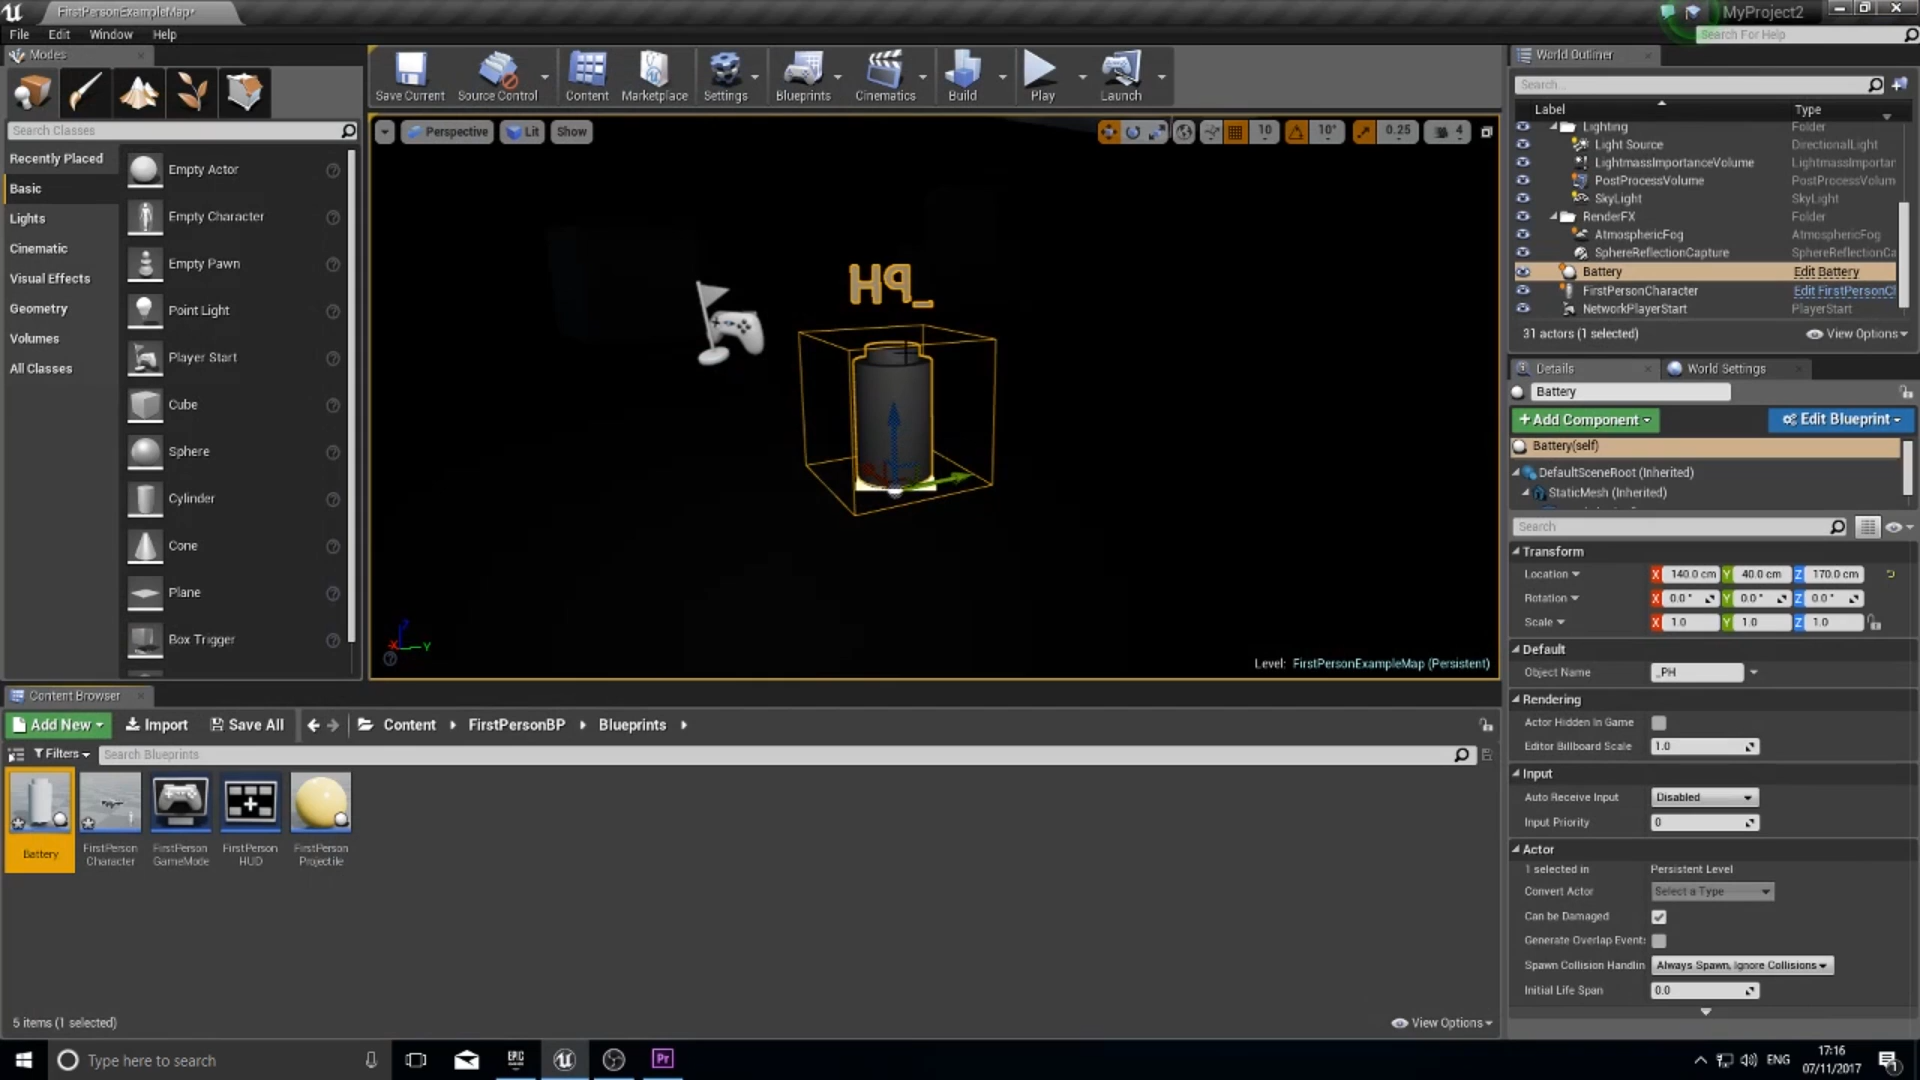 FirstPersonExampleMap*
MyProject2
File Edit Window Help
Search For Help
Modes
Search Classes
Recently Placed
Basic
Lights
Cinematic
Visual Effects
Geometry
Volumes
All Classes
Empty Actor
Empty Character
Empty Pawn
Point Light
Player Start
Cube
Sphere
Cylinder
Cone
Plane
Box Trigger
Save Current Source Control Content Marketplace Settings Blueprints Cinematics Build Play Launch
Perspective Lit Show
10 10° 0.25 4
_PH
Level: FirstPersonExampleMap (Persistent)
World Outliner
Search...
Label Type
Lighting Folder
Light Source DirectionalLight
LightmassImportanceVolume LightmassImportan
PostProcessVolume PostProcessVolum
SkyLight SkyLight
RenderFX Folder
AtmosphericFog AtmosphericFog
SphereReflectionCapture SphereReflectionCa
Battery Edit Battery
FirstPersonCharacter Edit FirstPersonCl
NetworkPlayerStart PlayerStart
31 actors (1 selected) View Options
Details World Settings
Battery
+Add Component Edit Blueprint
Battery(self)
DefaultSceneRoot (Inherited)
StaticMesh (Inherited)
Search
Transform
Location X 140.0 cm Y 40.0 cm Z 170.0 cm
Rotation X 0.0 ° Y 0.0 ° Z 0.0 °
Scale X 1.0 Y 1.0 Z 1.0
Default
Object Name _PH
Rendering
Actor Hidden In Game
Editor Billboard Scale 1.0
Input
Auto Receive Input Disabled
Input Priority 0
Actor
1 selected in Persistent Level
Convert Actor Select a Type
Can be Damaged
Generate Overlap Event:
Spawn Collision Handlin Always Spawn, Ignore Collisions
Initial Life Span 0.0
Content Browser
Add New Import Save All Content FirstPersonBP Blueprints
Filters Search Blueprints
Battery
FirstPerson Character
FirstPerson GameMode
FirstPerson HUD
FirstPerson Projectile
5 items (1 selected) View Options
Type here to search
EPIC
Pr
ENG
17:16
07/11/2017
1